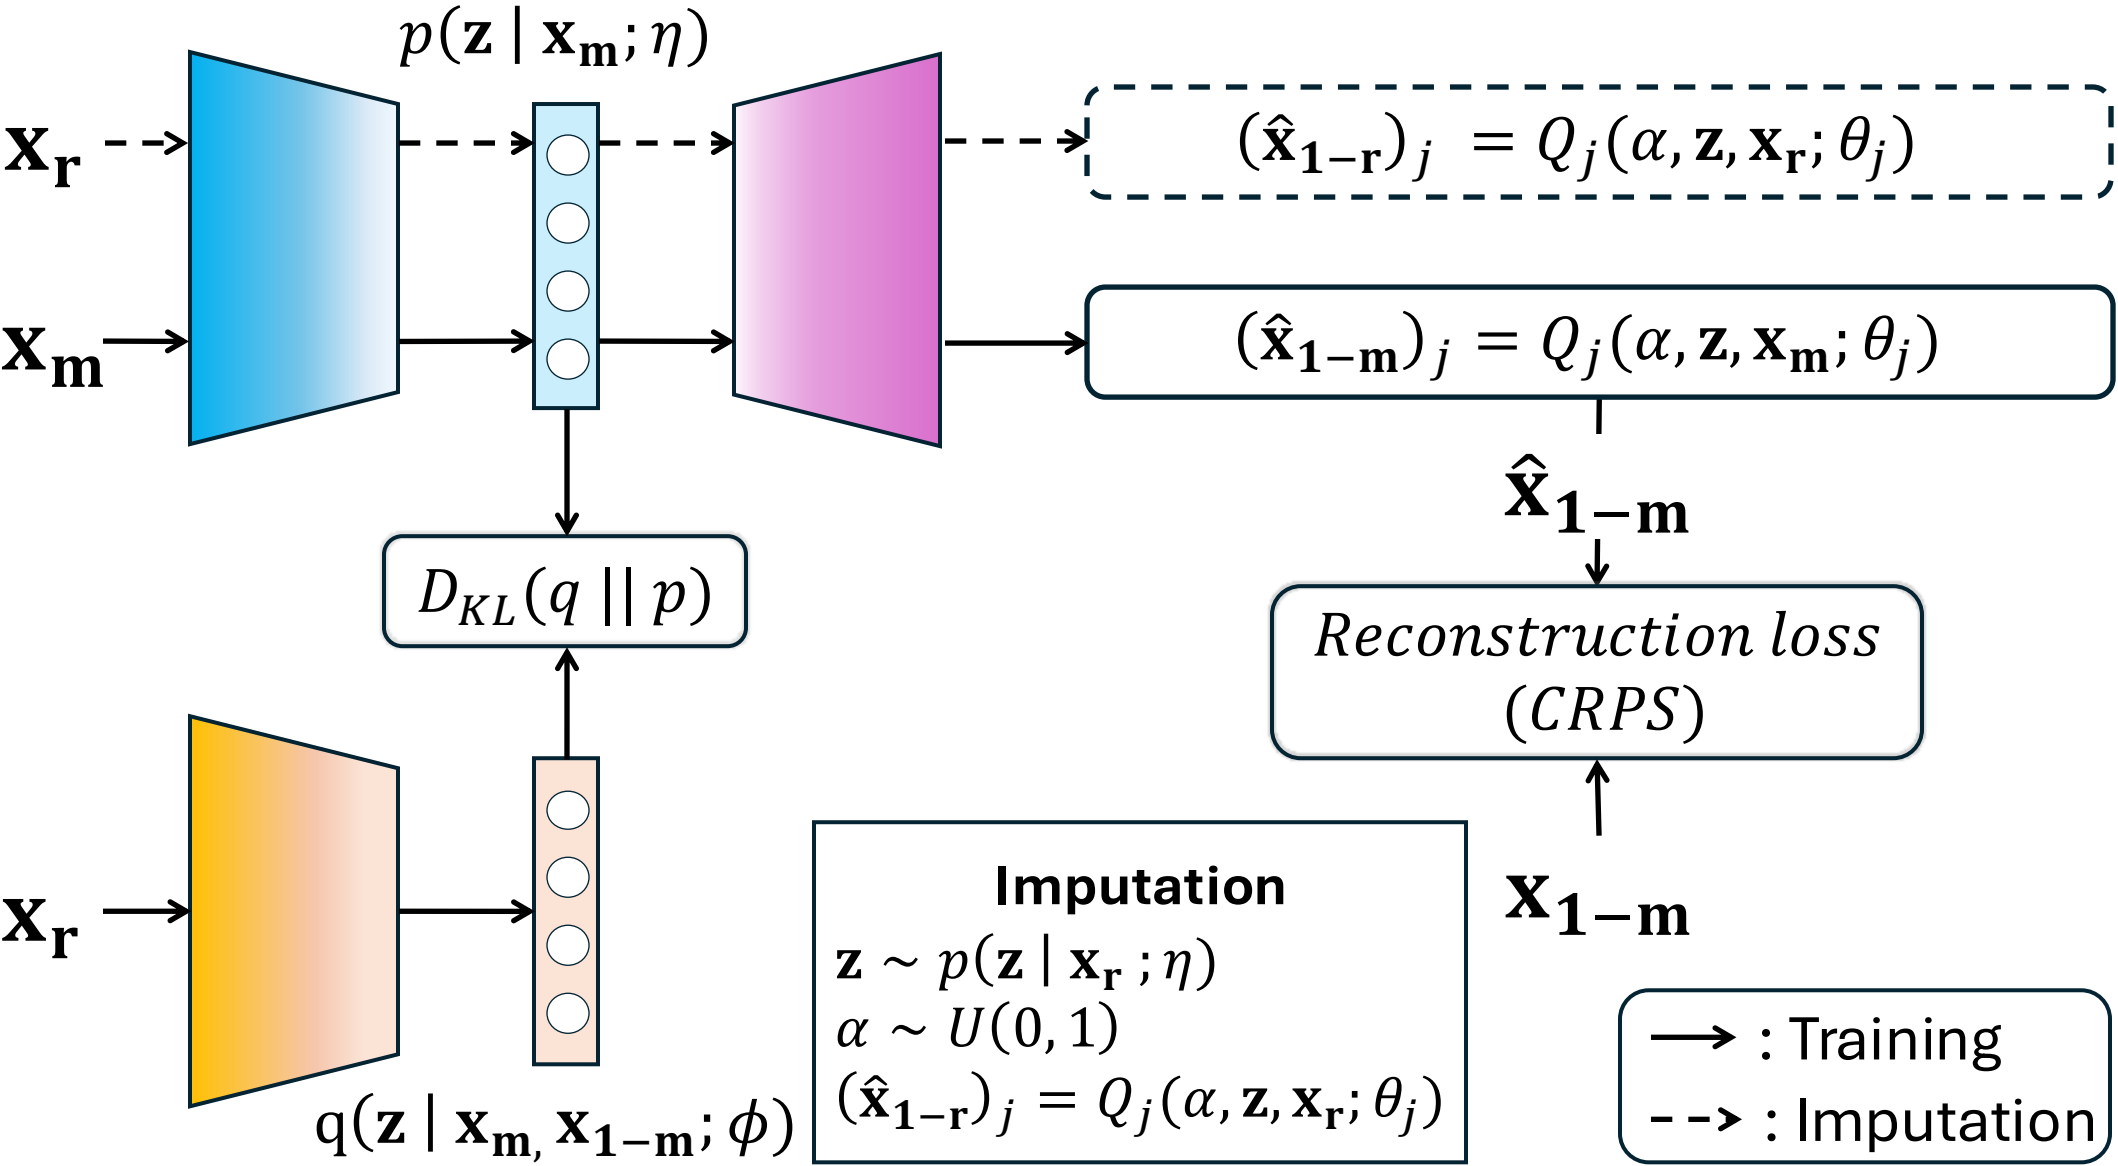 p(z | x_m; η)
x_r
(x̂_{1−r})_j = Q_j(α, z, x_r; θ_j)
x_m
(x̂_{1−m})_j = Q_j(α, z, x_m; θ_j)
x̂_{1−m}
D_{KL}(q || p)
Reconstruction loss
(CRPS)
x_r
x_{1−m}
q(z | x_{m,} x_{1−m}; ϕ)
Imputation
z ~ p(z | x_r ; η)
α ~ U(0, 1)
(x̂_{1−r})_j = Q_j(α, z, x_r; θ_j)
: Training
: Imputation